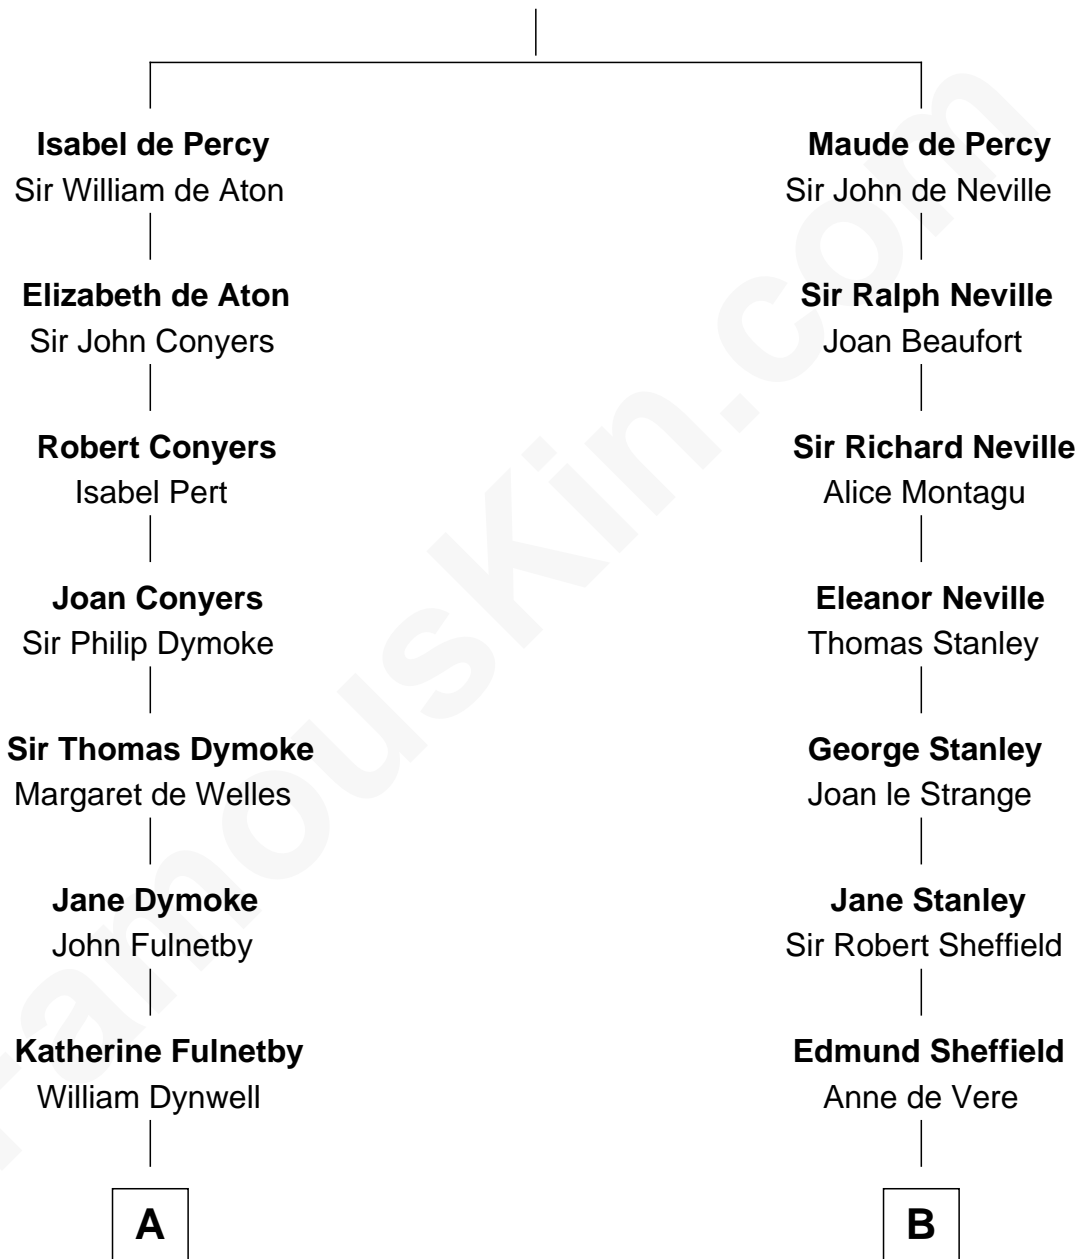 Isabel de Percy
Sir William de Aton
Elizabeth de Aton
Sir John Conyers
Robert Conyers
Isabel Pert
Joan Conyers
Sir Philip Dymoke
Sir Thomas Dymoke
Margaret de Welles
Jane Dymoke
John Fulnetby
Katherine Fulnetby
William Dynwell
A
Maude de Percy
Sir John de Neville
Sir Ralph Neville
Joan Beaufort
Sir Richard Neville
Alice Montagu
Eleanor Neville
Thomas Stanley
George Stanley
Joan le Strange
Jane Stanley
Sir Robert Sheffield
Edmund Sheffield
Anne de Vere
B
FamousKin.com